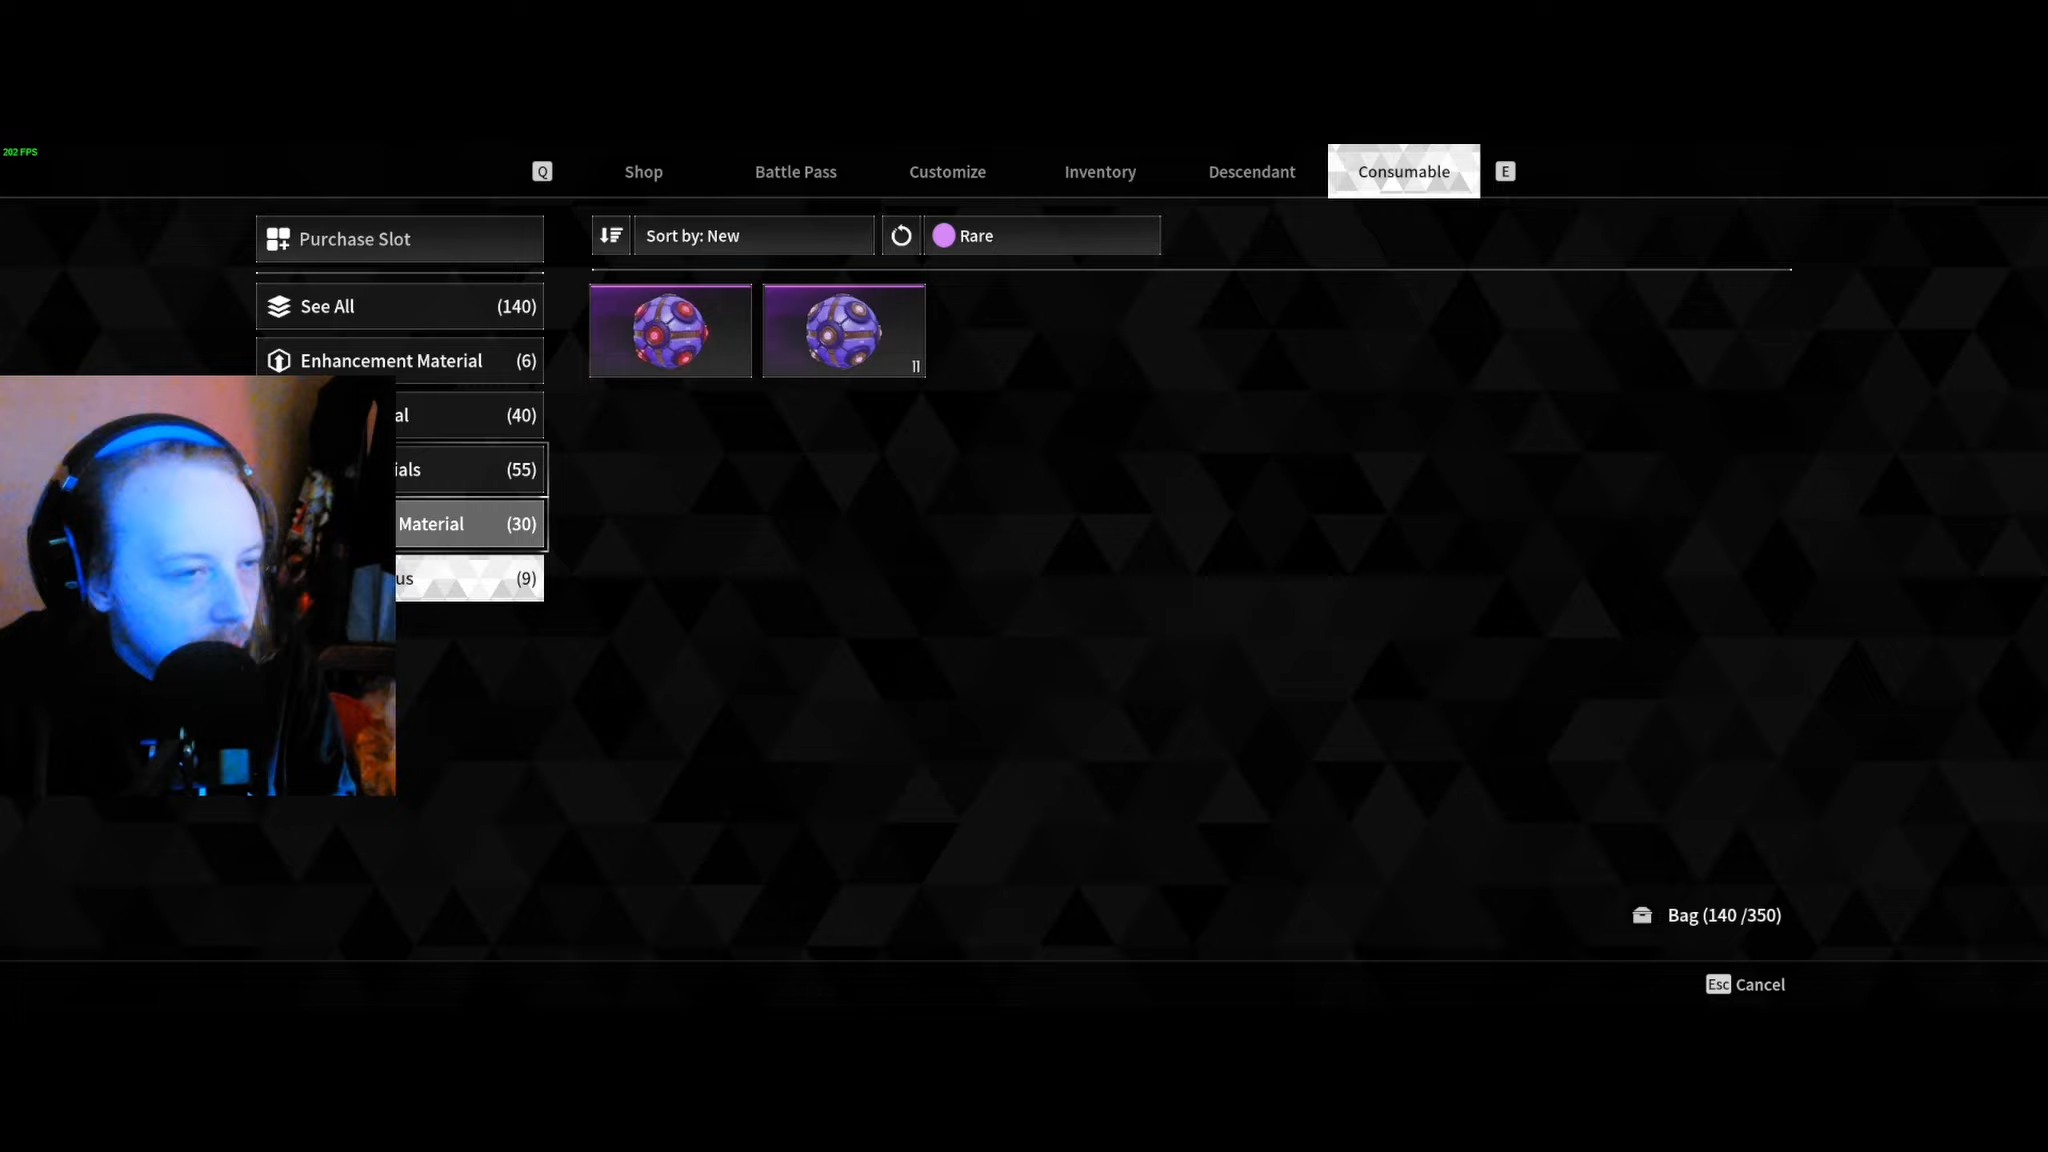 202 FPS
Q
Shop
Battle Pass
Customize
Inventory
Descendant
Consumable
E
Purchase Slot
Sort by: New
Rare
See All (140)
Enhancement Material (6)
al (40)
ials (55)
Material (30)
us (9)
11
Bag (140 /350)
Esc Cancel